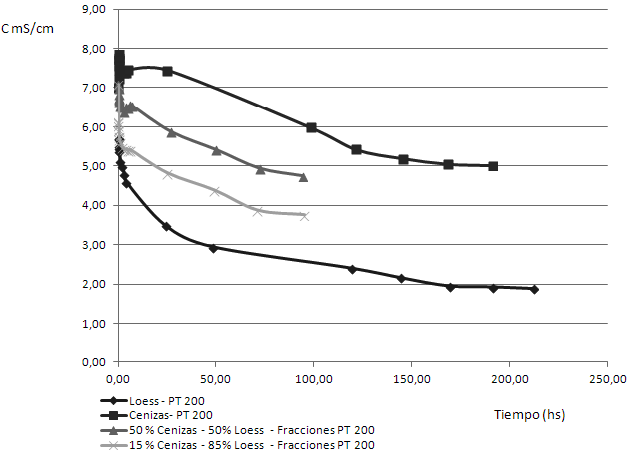 9,00
C mS/cm
8,00
7,00
6,00
5,00
4,00
3,00
2,00
1,00
0,00
0,00 50,00 100,00 150,00 200,00 250,00
Tiempo (hs)
Loess - PT 200
Cenizas- PT 200
50 % Cenizas - 50% Loess - Fracciones PT 200
15 % Cenizas - 85% Loess - Fracciones PT 200